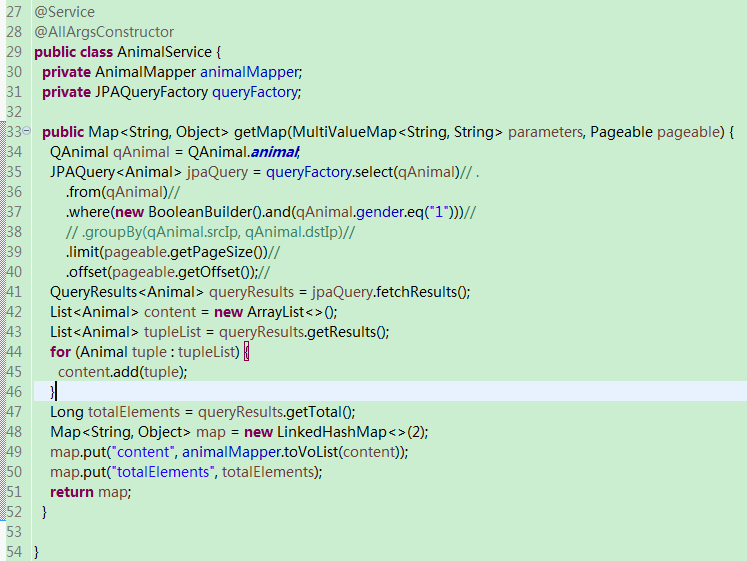 27 @Service
28 @AllArgsConstructor
29 public class AnimalService {
30   private AnimalMapper animalMapper;
31   private JPAQueryFactory queryFactory;
32
33   public Map<String, Object> getMap(MultiValueMap<String, String> parameters, Pageable pageable) {
34     QAnimal qAnimal = QAnimal.animal;
35     JPAQuery<Animal> jpaQuery = queryFactory.select(qAnimal)// .
36         .from(qAnimal)//
37         .where(new BooleanBuilder().and(qAnimal.gender.eq("1")))//
38         // .groupBy(qAnimal.srcIp, qAnimal.dstIp)//
39         .limit(pageable.getPageSize())//
40         .offset(pageable.getOffset());//
41     QueryResults<Animal> queryResults = jpaQuery.fetchResults();
42     List<Animal> content = new ArrayList<>();
43     List<Animal> tupleList = queryResults.getResults();
44     for (Animal tuple : tupleList) {
45       content.add(tuple);
46     }
47     Long totalElements = queryResults.getTotal();
48     Map<String, Object> map = new LinkedHashMap<>(2);
49     map.put("content", animalMapper.toVoList(content));
50     map.put("totalElements", totalElements);
51     return map;
52   }
53
54 }